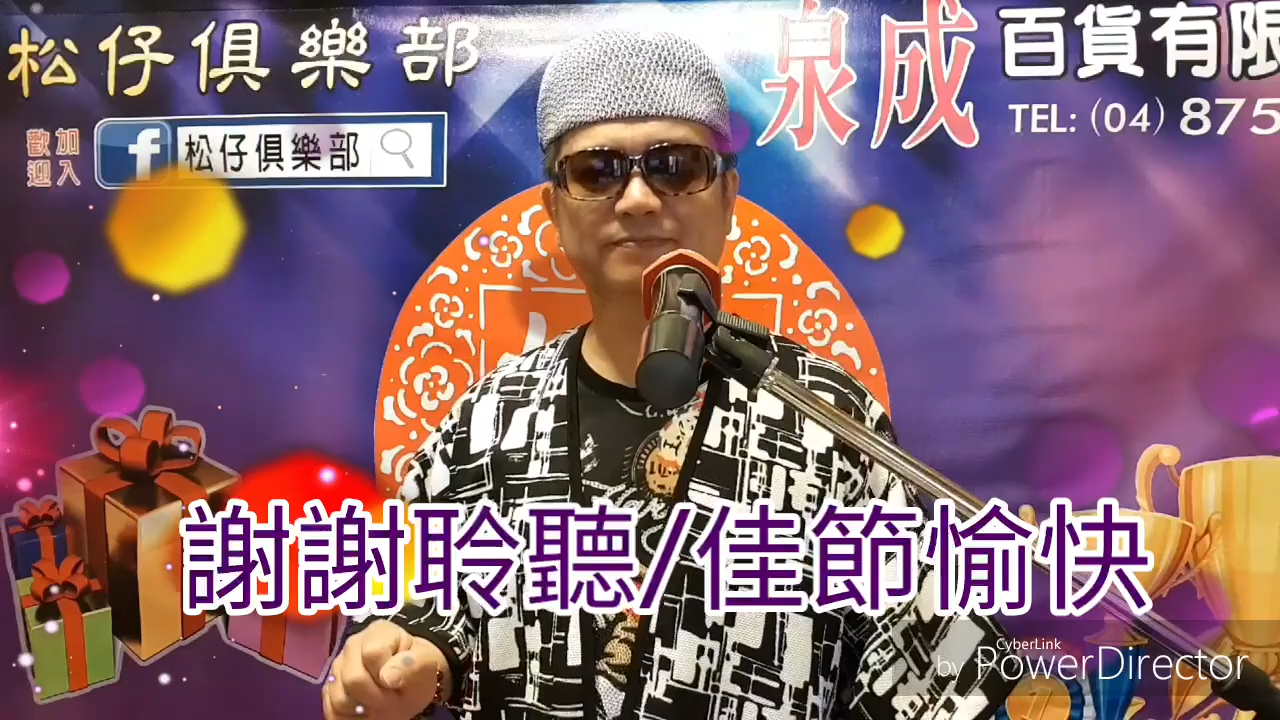 松仔俱樂部
泉成 百貨有限
TEL: (04) 875
歡迎加入
f 松仔俱樂部
謝謝聆聽/佳節愉快
CyberLink
by PowerDirector